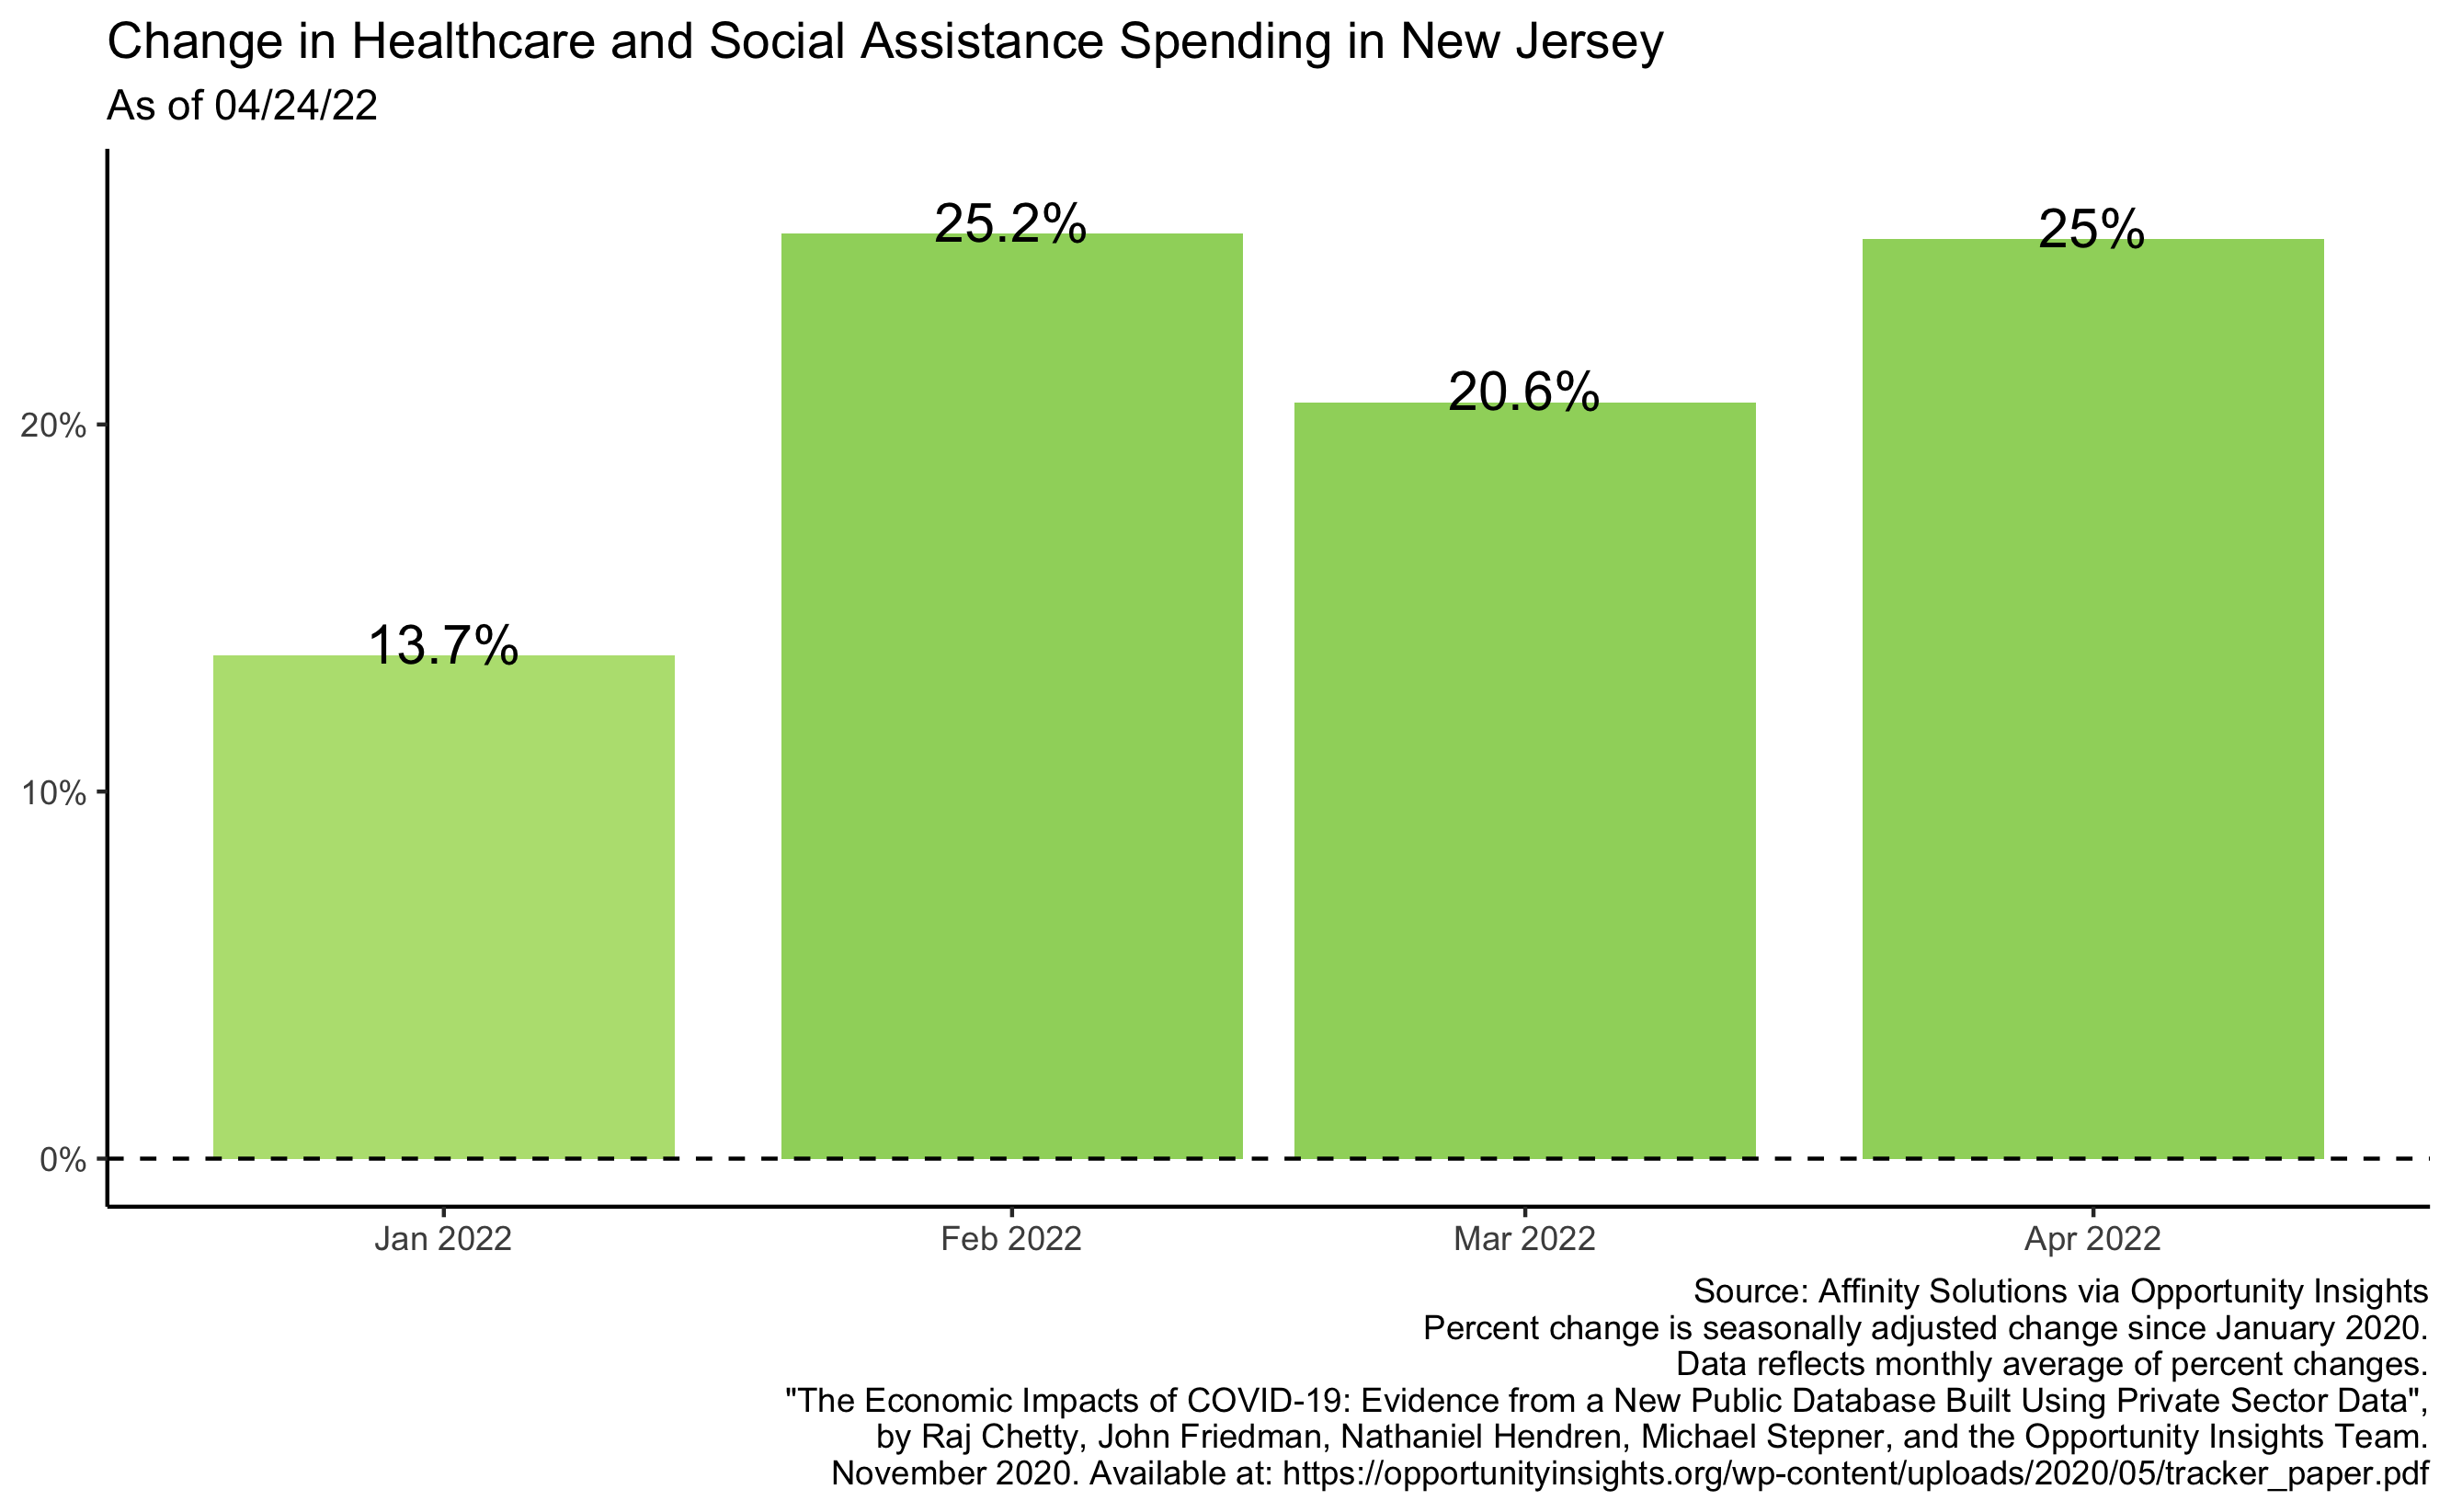 Change in Healthcare and Social Assistance Spending in New Jersey
As of 04/24/22
25.2%
25%
20.6%
20%
13.7%
10%
0%
Jan 2022
Feb 2022
Mar 2022
Apr 2022
Source: Affinity Solutions via Opportunity Insights
Percent change is seasonally adjusted change since January 2020.
Data reflects monthly average of percent changes.
"The Economic Impacts of COVID-19: Evidence from a New Public Database Built Using Private Sector Data",
by Raj Chetty, John Friedman, Nathaniel Hendren, Michael Stepner, and the Opportunity Insights Team.
November 2020. Available at: https://opportunityinsights.org/wp-content/uploads/2020/05/tracker_paper.pdf